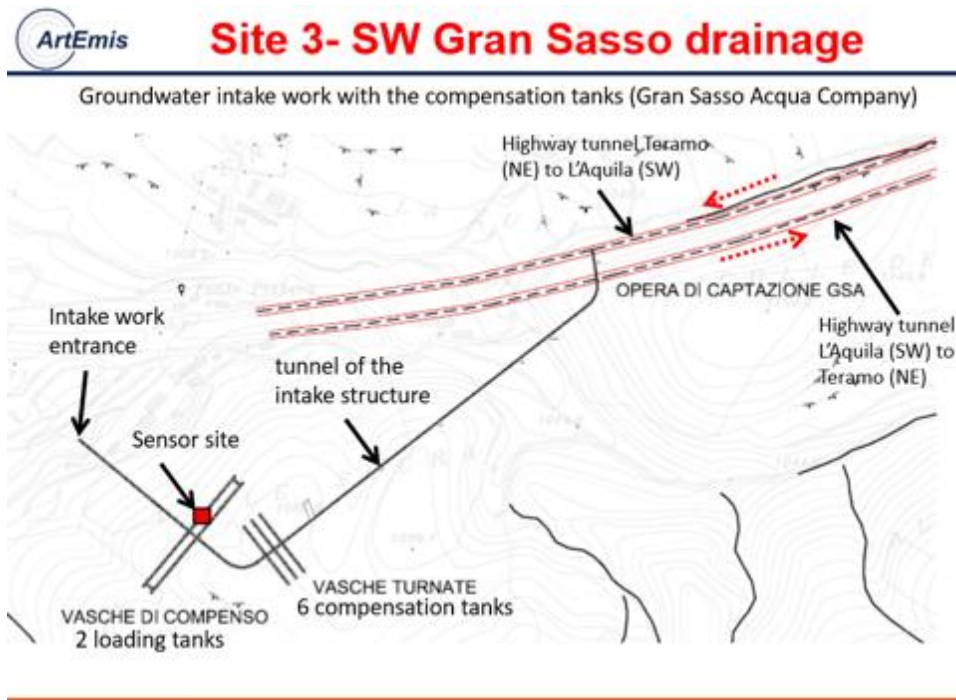 ArtEmis
Site 3- SW Gran Sasso drainage
Groundwater intake work with the compensation tanks (Gran Sasso Acqua Company)
Highway tunnel Teramo
(NE) to L'Aquila (SW)
OPERA DI CAPTAZIONE GSA
Highway tunnel
L'Aquila (SW) to
Teramo (NE)
Intake work
entrance
tunnel of the
intake structure
Sensor site
VASCHE TURNATE
6 compensation tanks
VASCHE DI COMPENSO
2 loading tanks